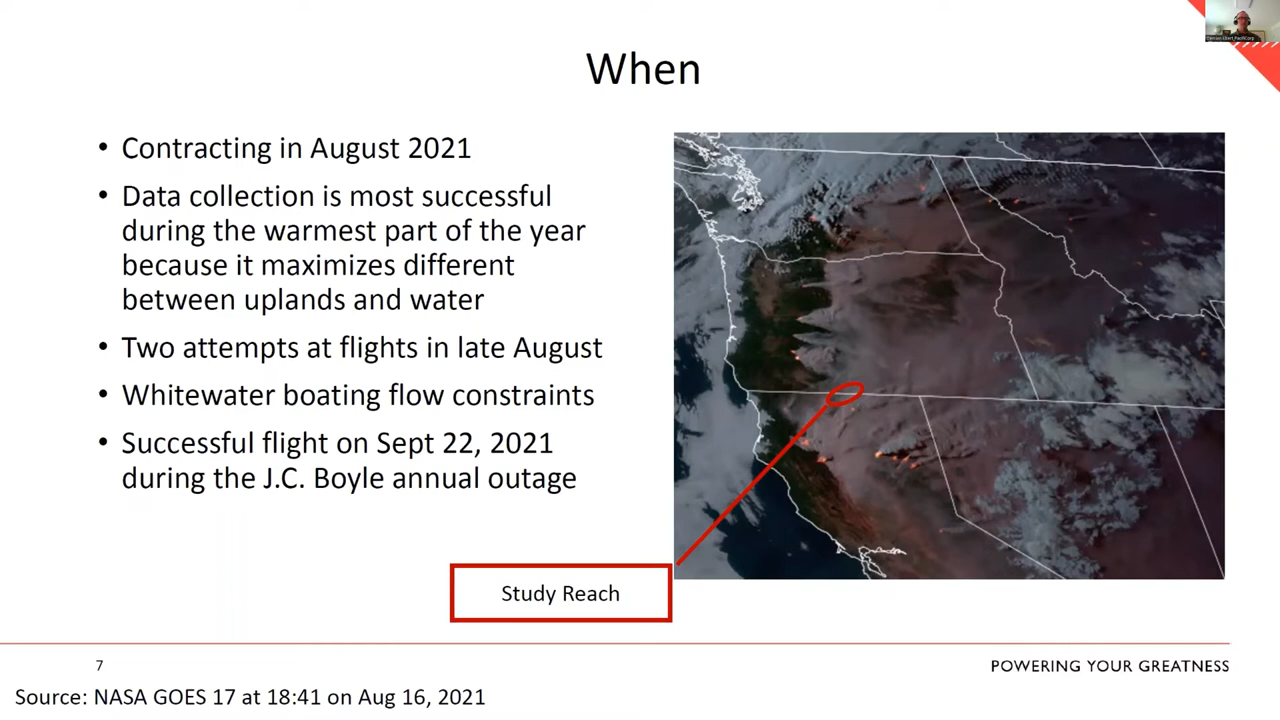 When
• Contracting in August 2021
• Data collection is most successful
during the warmest part of the year
because it maximizes different
between uplands and water
• Two attempts at flights in late August
• Whitewater boating flow constraints
• Successful flight on Sept 22, 2021
during the J.C. Boyle annual outage
Study Reach
7
POWERING YOUR GREATNESS
Source: NASA GOES 17 at 18:41 on Aug 16, 2021